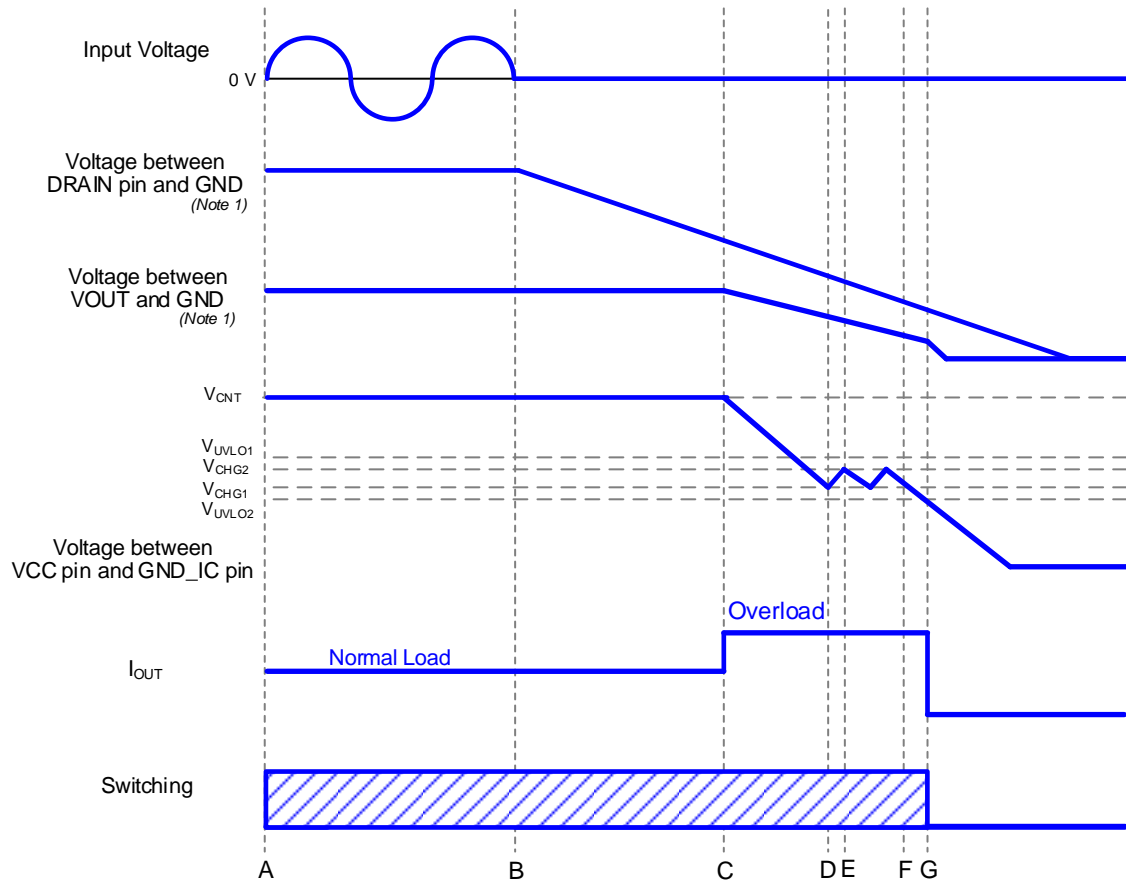 Input Voltage
0 V
Voltage between
DRAIN pin and GND
(Note 1)
Voltage between
VOUT and GND
(Note 1)
VCNT
VUVLO1
VCHG2
VCHG1
VUVLO2
Voltage between
VCC pin and GND_IC pin
Overload
Normal Load
IOUT
Switching
A B C D E F G